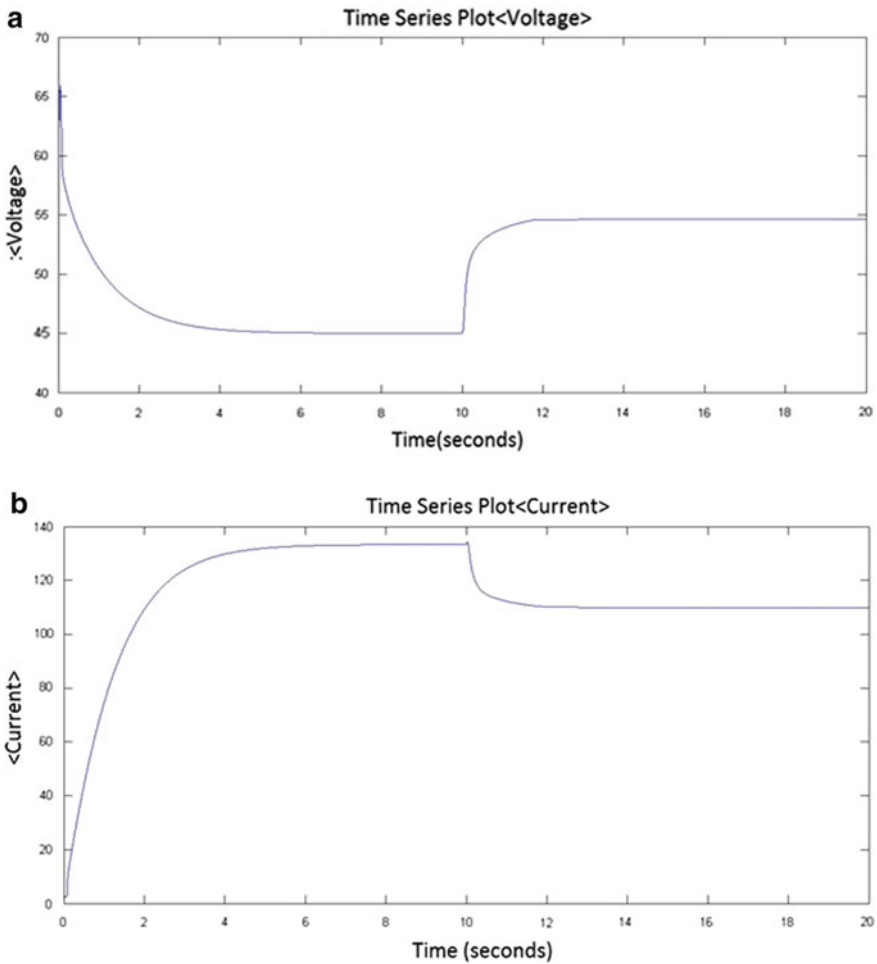 a
Time Series Plot<Voltage>
70
65
60
55
50
45
40
:<Voltage>
0 2 4 6 8 10 12 14 16 18 20
Time(seconds)
b
Time Series Plot<Current>
140
120
100
80
60
40
20
0
<Current>
0 2 4 6 8 10 12 14 16 18 20
Time (seconds)